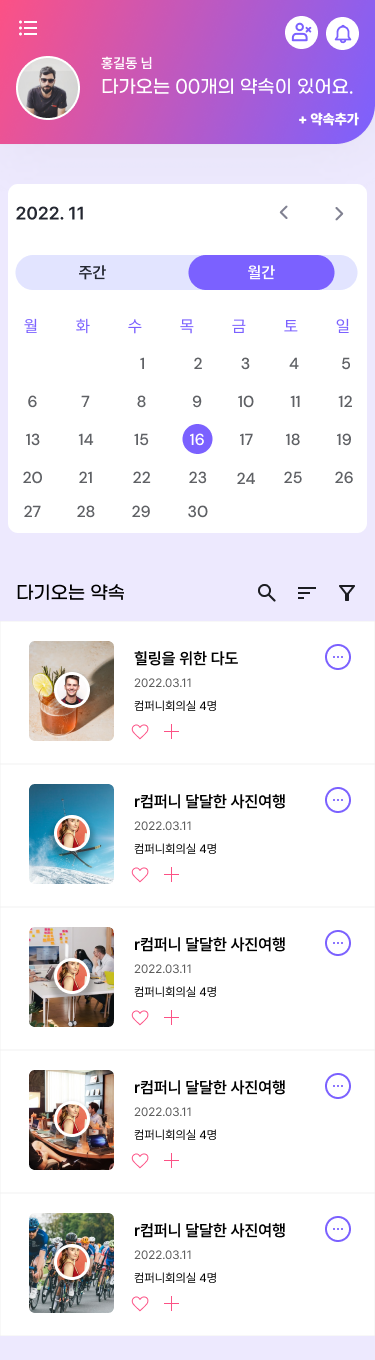 홍길동 님
다가오는 00개의 약속이 있어요.
+ 약속추가
2022. 11
주간 월간
월 화 수 목 금 토 일
1 2 3 4 5
6 7 8 9 10 11 12
13 14 15 16 17 18 19
20 21 22 23 24 25 26
27 28 29 30
다기오는 약속
힐링을 위한 다도
2022.03.11
컴퍼니회의실 4명
r컴퍼니 달달한 사진여행
2022.03.11
컴퍼니회의실 4명
r컴퍼니 달달한 사진여행
2022.03.11
컴퍼니회의실 4명
r컴퍼니 달달한 사진여행
2022.03.11
컴퍼니회의실 4명
r컴퍼니 달달한 사진여행
2022.03.11
컴퍼니회의실 4명